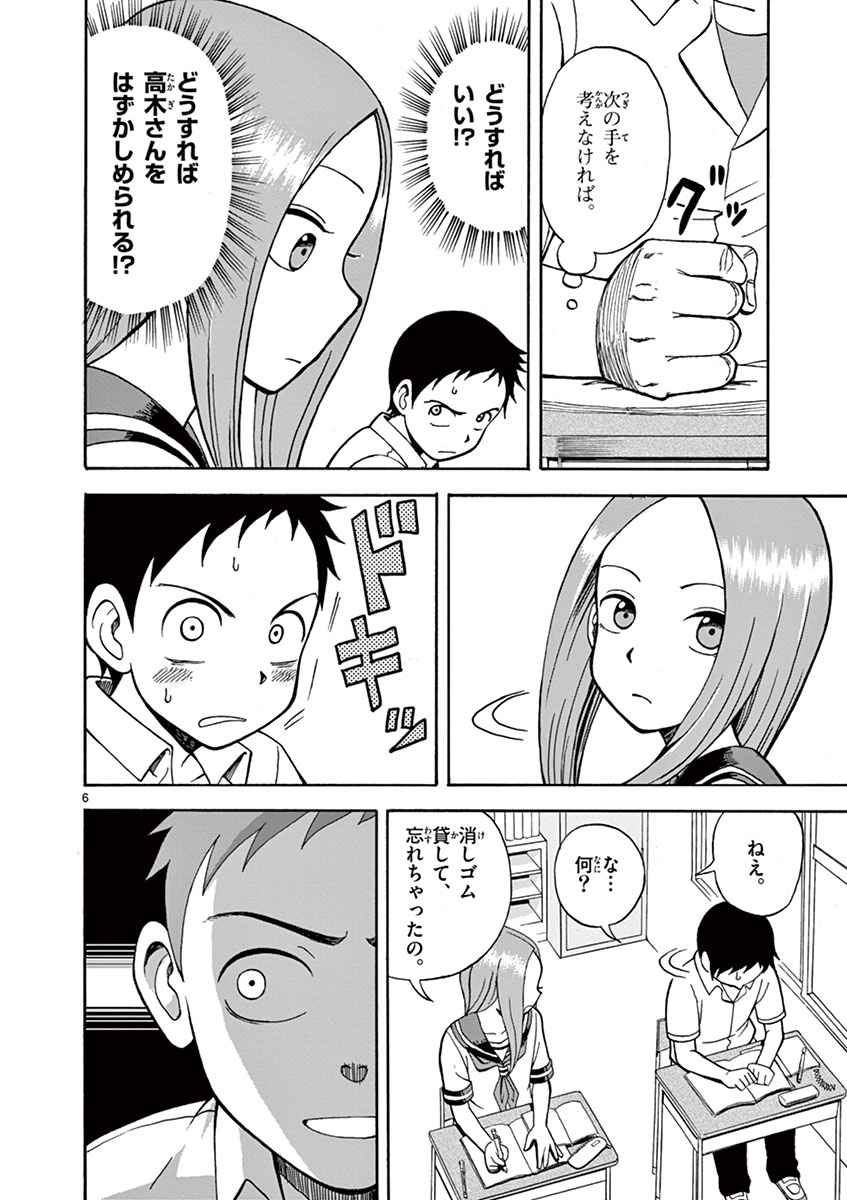 次の手を
考えなければ。
グッ
どうすれば
いい!?
どうすれば
高木さんを
はずかしめられる!?
ドキッ
ねえ。
な…
何?
消しゴム
貸して、
忘れちゃったの。
6